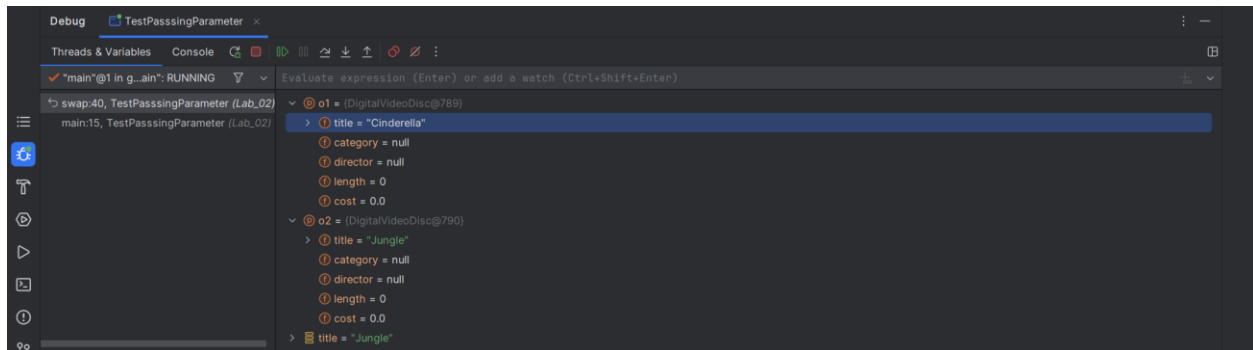 Debug TestPasssingParameter
Threads & Variables Console
"main"@1 in g...ain": RUNNING Evaluate expression (Enter) or add a watch (Ctrl+Shift+Enter)
swap:40, TestPasssingParameter (Lab_02) o1 = {DigitalVideoDisc@789}
main:15, TestPasssingParameter (Lab_02) title = "Cinderella"
category = null
director = null
length = 0
cost = 0.0
o2 = {DigitalVideoDisc@790}
title = "Jungle"
category = null
director = null
length = 0
cost = 0.0
title = "Jungle"